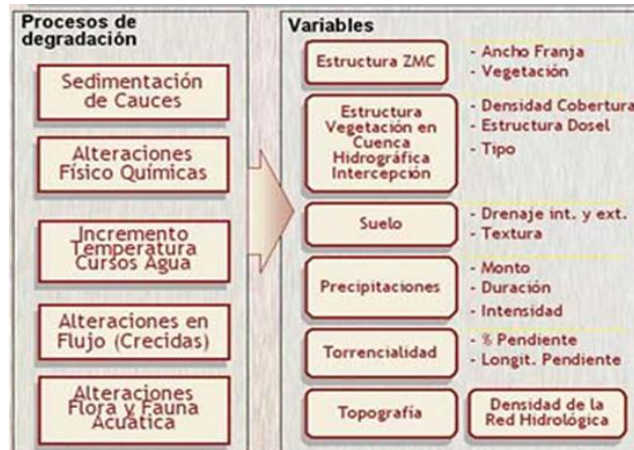 Procesos de
degradación
Sedimentación
de Cauces
Alteraciones
Físico Químicas
Incremento
Temperatura
Cursos Agua
Alteraciones en
Flujo (Crecidas)
Alteraciones
Flora y Fauna
Acuática
Variables
Estructura ZMC
- Ancho Franja
- Vegetación
Estructura
Vegetación en
Cuenca
Hidrográfica
Intercepción
- Densidad Cobertura
- Estructura Dosel
- Tipo
Suelo
- Drenaje int. y ext.
- Textura
Precipitaciones
- Monto
- Duración
- Intensidad
Torrencialidad
- % Pendiente
- Longit. Pendiente
Topografía
Densidad de la
Red Hidrológica